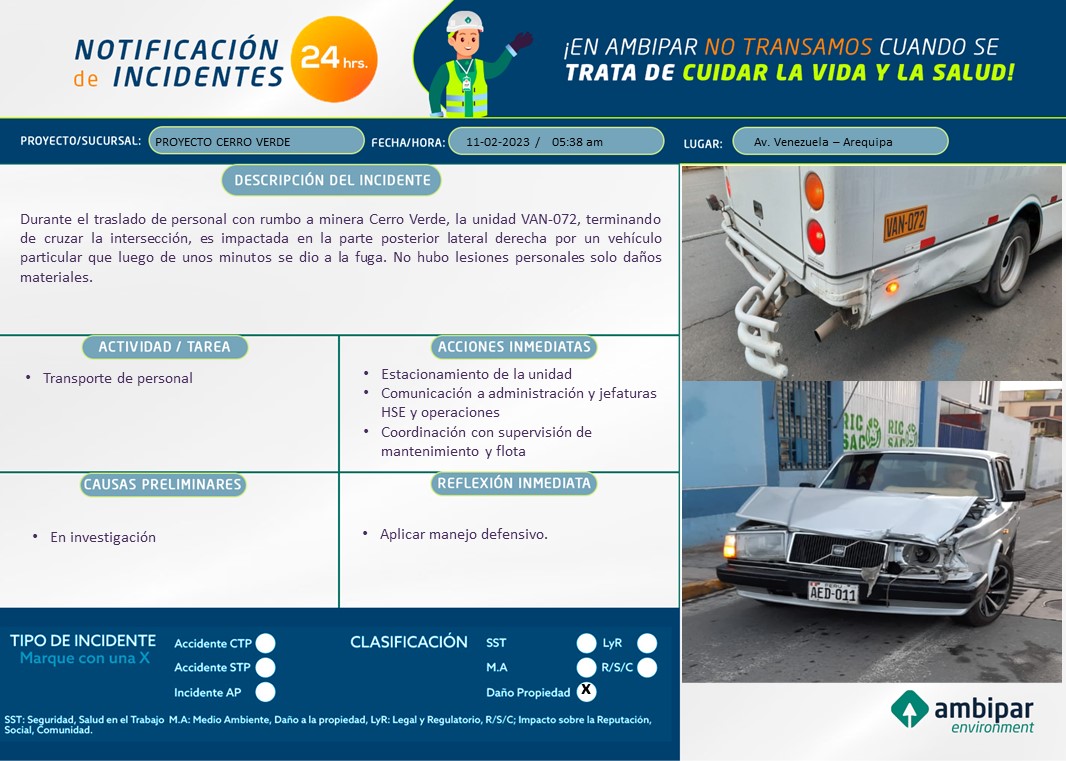 NOTIFICACIÓN
de INCIDENTES
24 hrs.
¡EN AMBIPAR NO TRANSAMOS CUANDO SE
TRATA DE CUIDAR LA VIDA Y LA SALUD!
PROYECTO/SUCURSAL: PROYECTO CERRO VERDE FECHA/HORA: 11-02-2023 / 05:38 am LUGAR: Av. Venezuela – Arequipa
DESCRIPCIÓN DEL INCIDENTE
Durante el traslado de personal con rumbo a minera Cerro Verde, la unidad VAN-072, terminando
de cruzar la intersección, es impactada en la parte posterior lateral derecha por un vehículo
particular que luego de unos minutos se dio a la fuga. No hubo lesiones personales solo daños
materiales.
VAN-072
ACTIVIDAD / TAREA
• Transporte de personal
ACCIONES INMEDIATAS
• Estacionamiento de la unidad
• Comunicación a administración y jefaturas
HSE y operaciones
• Coordinación con supervisión de
mantenimiento y flota
CAUSAS PRELIMINARES
• En investigación
REFLEXIÓN INMEDIATA
• Aplicar manejo defensivo.
RIC
SAC
RIC
SAC
PERU
AED-011
TIPO DE INCIDENTE
Marque con una X
Accidente CTP
Accidente STP
Incidente AP
CLASIFICACIÓN
SST LyR
M.A R/S/C
Daño Propiedad X
SST: Seguridad, Salud en el Trabajo M.A: Medio Ambiente, Daño a la propiedad, LyR: Legal y Regulatorio, R/S/C; Impacto sobre la Reputación,
Social, Comunidad.
ambipar
environment